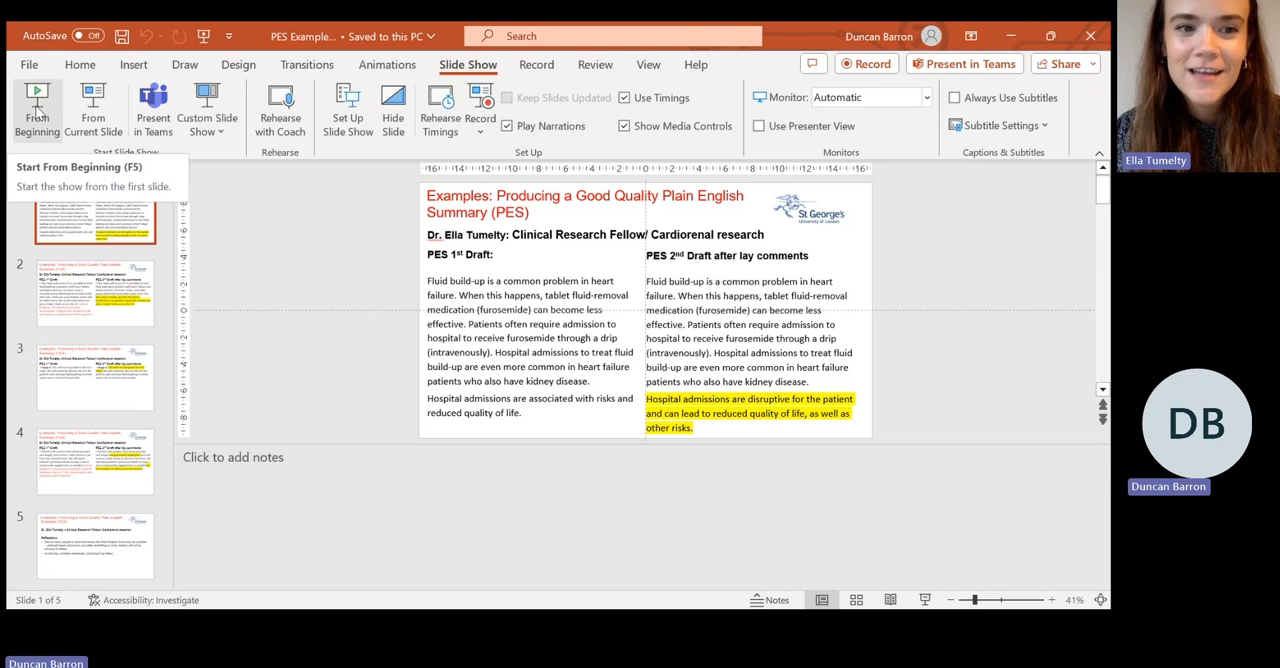 AutoSave Off PES Example... • Saved to this PC Search Duncan Barron
File Home Insert Draw Design Transitions Animations Slide Show Record Review View Help Record Present in Teams Share
From Beginning
From Current Slide
Present in Teams
Custom Slide Show
Rehearse with Coach
Set Up Slide Show
Hide Slide
Rehearse Timings
Record
Keep Slides Updated
Play Narrations
Use Timings
Show Media Controls
Monitor: Automatic
Use Presenter View
Always Use Subtitles
Subtitle Settings
Start Slide Show Rehearse Set Up Monitors Captions & Subtitles
Start From Beginning (F5)
Start the show from the first slide.
Ella Tumelty
Examples: Producing a Good Quality Plain English
Summary (PES)
St George's
University of London
Dr. Ella Tumelty: Clinical Research Fellow/ Cardiorenal research
PES 1st Draft:
Fluid build-up is a common problem in heart
failure. When this happens, tablet fluid-removal
medication (furosemide) can become less
effective. Patients often require admission to
hospital to receive furosemide through a drip
(intravenously). Hospital admissions to treat fluid
build-up are even more common in heart failure
patients who also have kidney disease.
Hospital admissions are associated with risks and
reduced quality of life.
PES 2nd Draft after lay comments
Fluid build-up is a common problem in heart
failure. When this happens, tablet fluid-removal
medication (furosemide) can become less
effective. Patients often require admission to
hospital to receive furosemide through a drip
(intravenously). Hospital admissions to treat fluid
build-up are even more common in heart failure
patients who also have kidney disease.
Hospital admissions are disruptive for the patient
and can lead to reduced quality of life, as well as
other risks.
2
3
4
5
Click to add notes
DB
Duncan Barron
Slide 1 of 5 Accessibility: Investigate Notes 41%
Duncan Barron